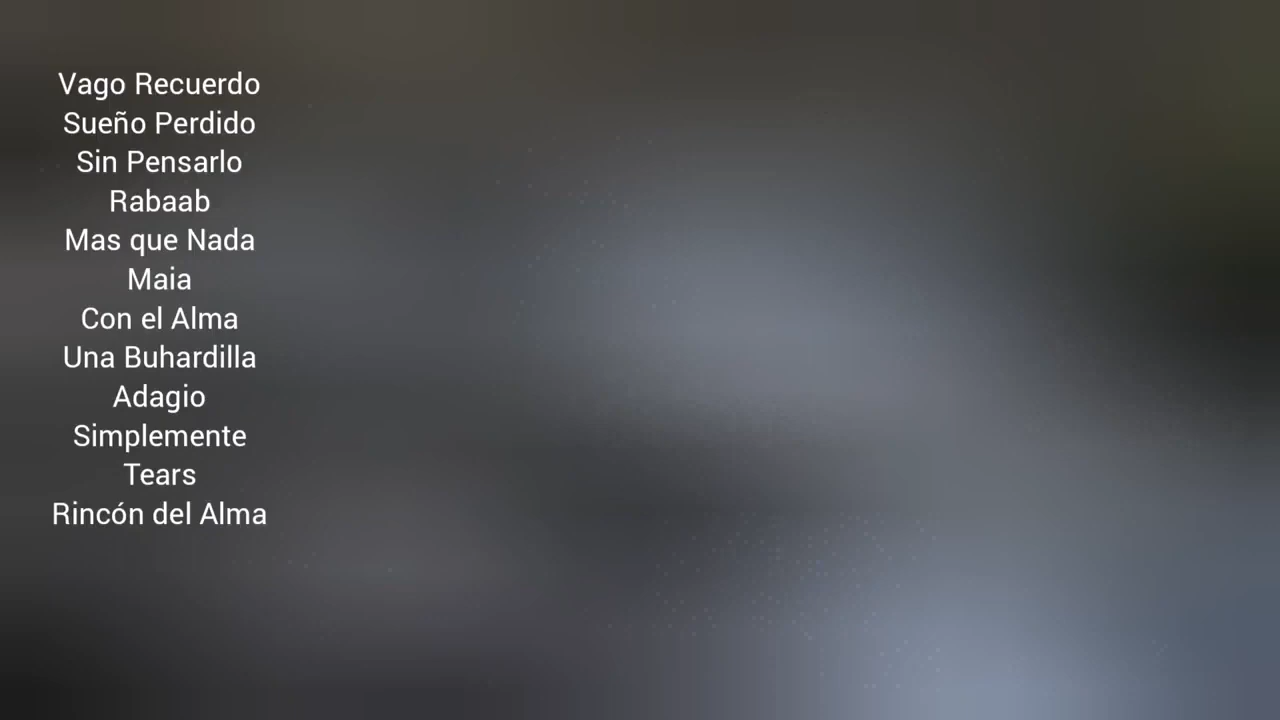 Vago Recuerdo
Sueño Perdido
Sin Pensarlo
Rabaab
Mas que Nada
Maia
Con el Alma
Una Buhardilla
Adagio
Simplemente
Tears
Rincón del Alma